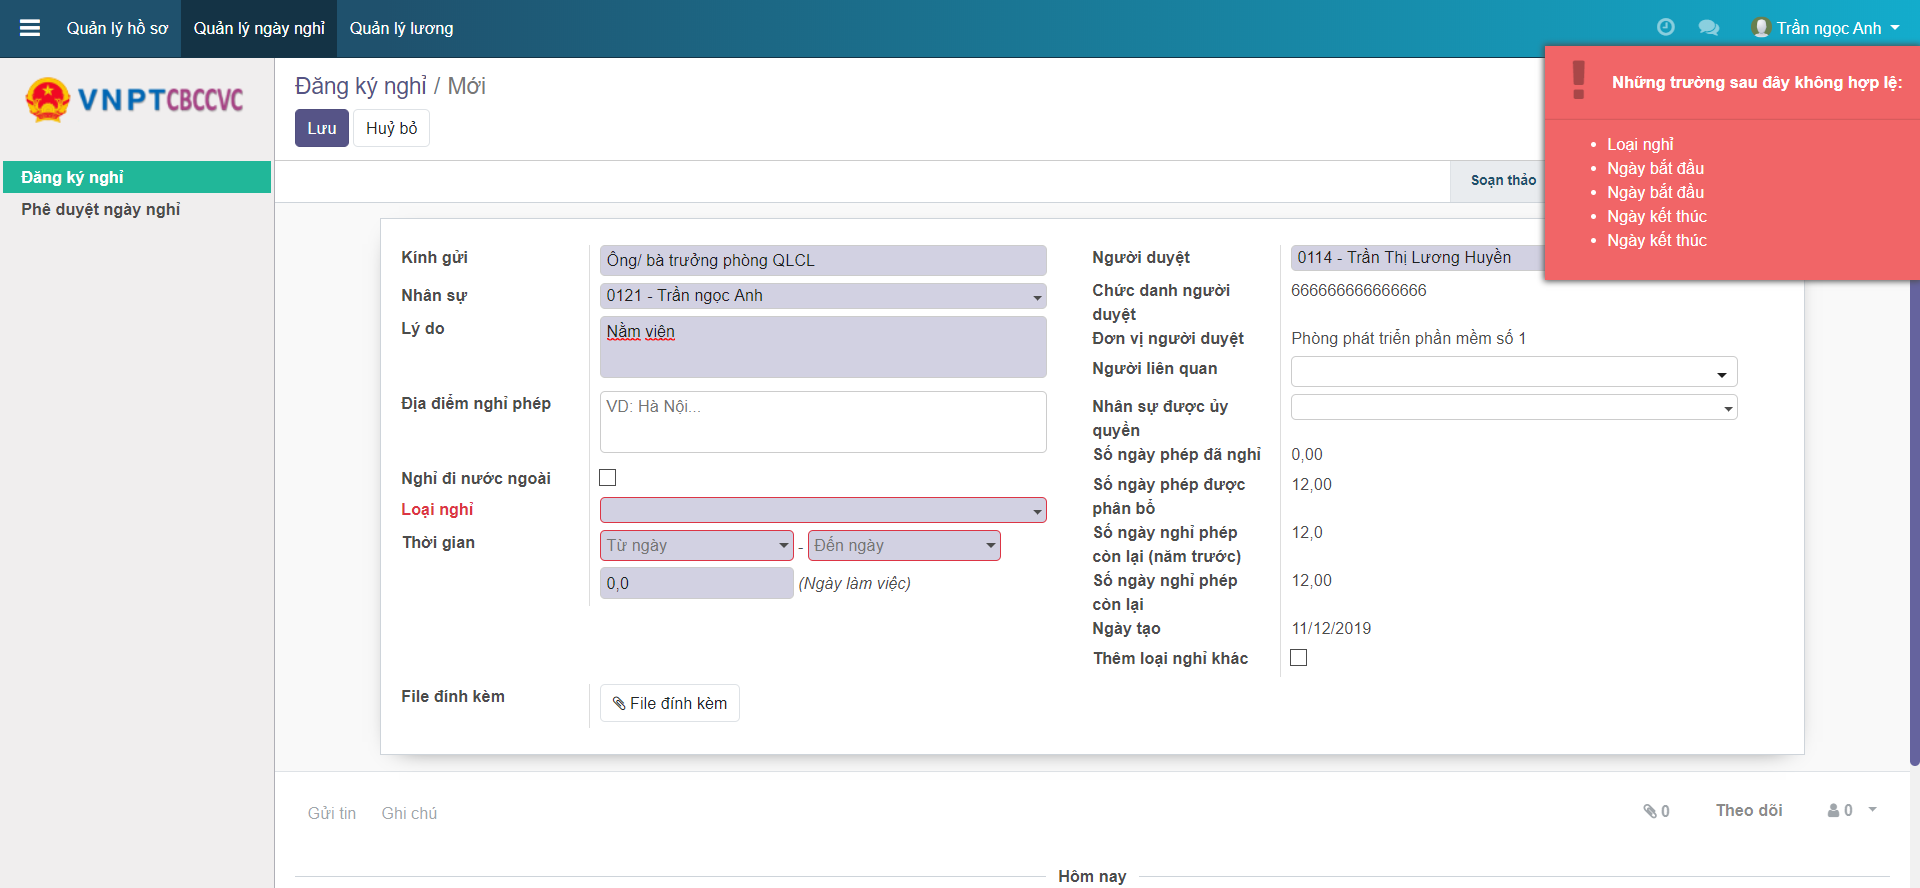 Quản lý hồ sơ Quản lý ngày nghỉ Quản lý lương Trần ngọc Anh
VNPTCBCCVC
Đăng ký nghỉ
Phê duyệt ngày nghỉ
Đăng ký nghỉ / Mới
Lưu Huỷ bỏ
Soạn thảo
Những trường sau đây không hợp lệ:
Loại nghỉ
Ngày bắt đầu
Ngày bắt đầu
Ngày kết thúc
Ngày kết thúc
Kính gửi Ông/ bà trưởng phòng QLCL
Nhân sự 0121 - Trần ngọc Anh
Lý do Nằm viện
Địa điểm nghỉ phép VD: Hà Nội...
Nghỉ đi nước ngoài
Loại nghỉ
Thời gian Từ ngày - Đến ngày
0,0 (Ngày làm việc)
File đính kèm File đính kèm
Người duyệt 0114 - Trần Thị Lương Huyền
Chức danh người
duyệt
666666666666666
Đơn vị người duyệt Phòng phát triển phần mềm số 1
Người liên quan
Nhân sự được ủy
quyền
Số ngày phép đã nghỉ 0,00
Số ngày phép được
phân bổ
12,00
Số ngày nghỉ phép
còn lại (năm trước)
12,0
Số ngày nghỉ phép
còn lại
12,00
Ngày tạo 11/12/2019
Thêm loại nghỉ khác
Gửi tin Ghi chú 0 Theo dõi 0
Hôm nay